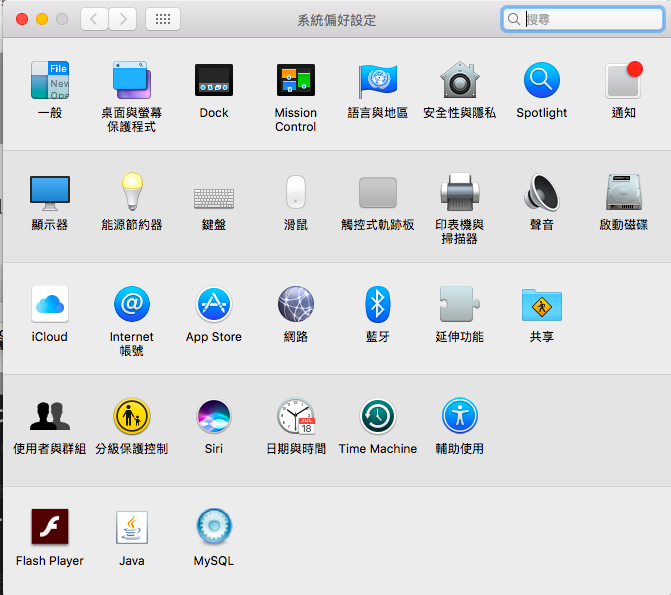 系統偏好設定
搜尋
File
New
Ope
一般
桌面與螢幕
保護程式
Dock
Mission
Control
語言與地區
安全性與隱私
Spotlight
通知
顯示器
能源節約器
鍵盤
滑鼠
觸控式軌跡板
印表機與
掃描器
聲音
啟動磁碟
iCloud
@
Internet
帳號
App Store
網路
藍牙
延伸功能
共享
使用者與群組
分級保護控制
Siri
JUL
18
日期與時間
Time Machine
輔助使用
Flash Player
Java
Java
MySQL